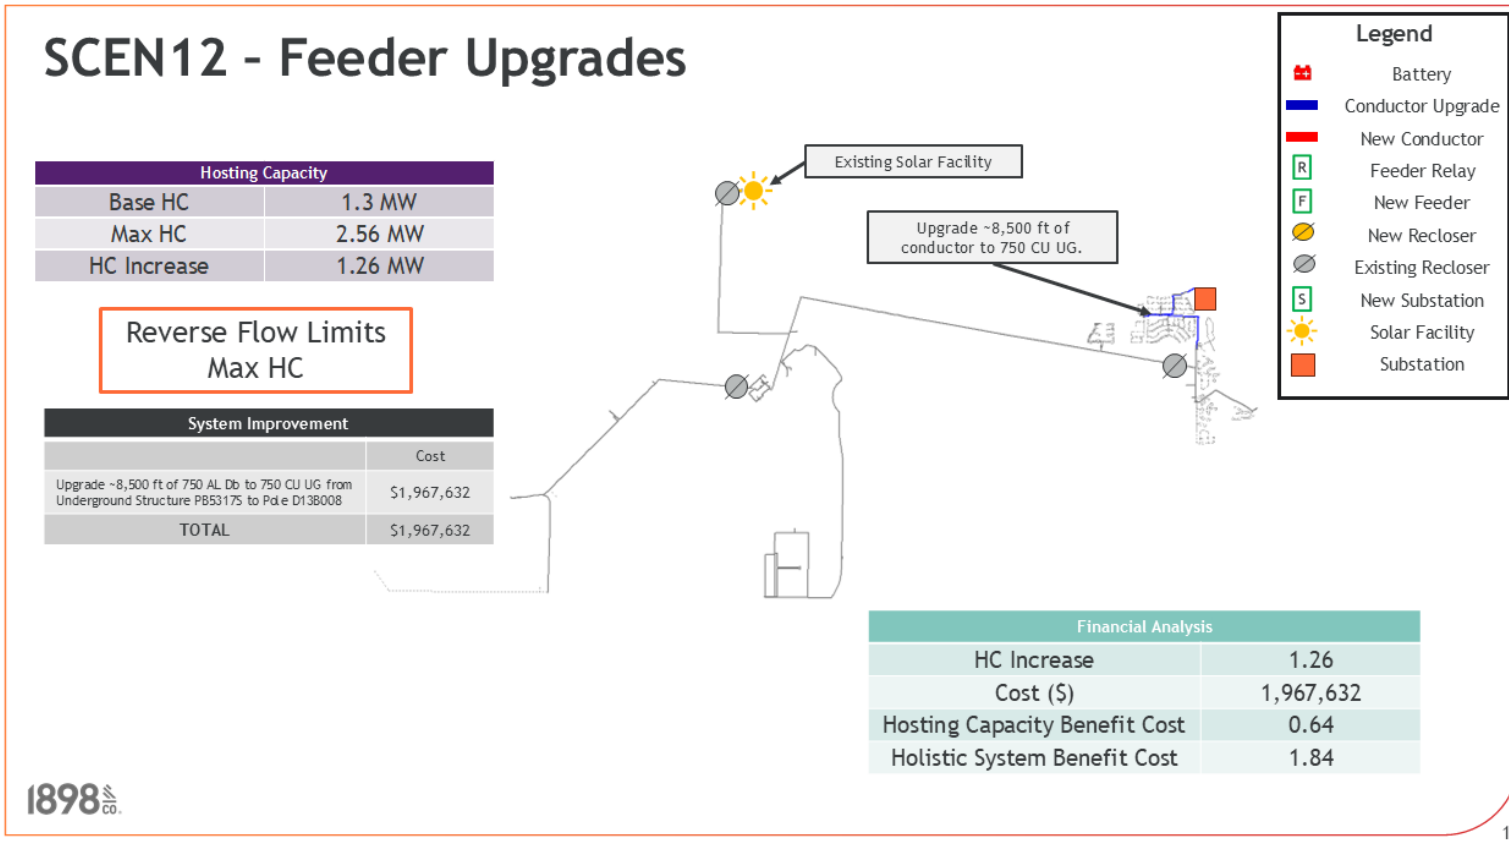 SCEN12 – Feeder Upgrades
Hosting Capacity
Base HC 1.3 MW
Max HC 2.56 MW
HC Increase 1.26 MW
Reverse Flow Limits
Max HC
System Improvement
Cost
Upgrade ~8,500 ft of 750 AL Db to 750 CU UG from
Underground Structure PB5317S to Pole D13B008
$1,967,632
TOTAL $1,967,632
Existing Solar Facility
Upgrade ~8,500 ft of
conductor to 750 CU UG.
Legend
Battery
Conductor Upgrade
New Conductor
R Feeder Relay
F New Feeder
New Recloser
Existing Recloser
S New Substation
Solar Facility
Substation
Financial Analysis
HC Increase 1.26
Cost ($) 1,967,632
Hosting Capacity Benefit Cost 0.64
Holistic System Benefit Cost 1.84
1898 & CO.
1